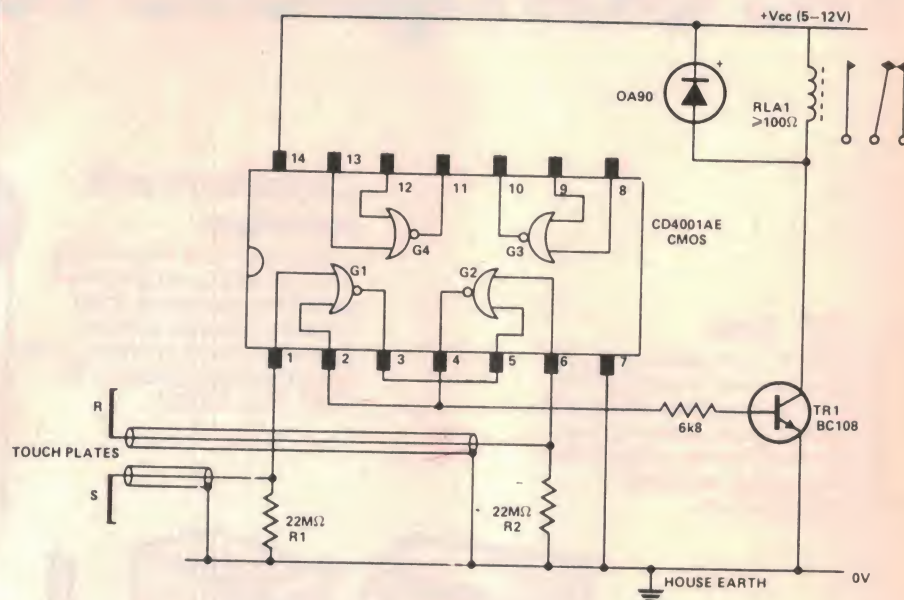 +Vcc (5–12V)
OA90
+
RLA1
⩾100Ω
14
13
12
11
10
9
8
CD4001AE
CMOS
G4
G3
G1
G2
1
2
3
4
5
6
7
R
TOUCH PLATES
S
6k8
TR1
BC108
22MΩ
R1
22MΩ
R2
HOUSE EARTH
0V